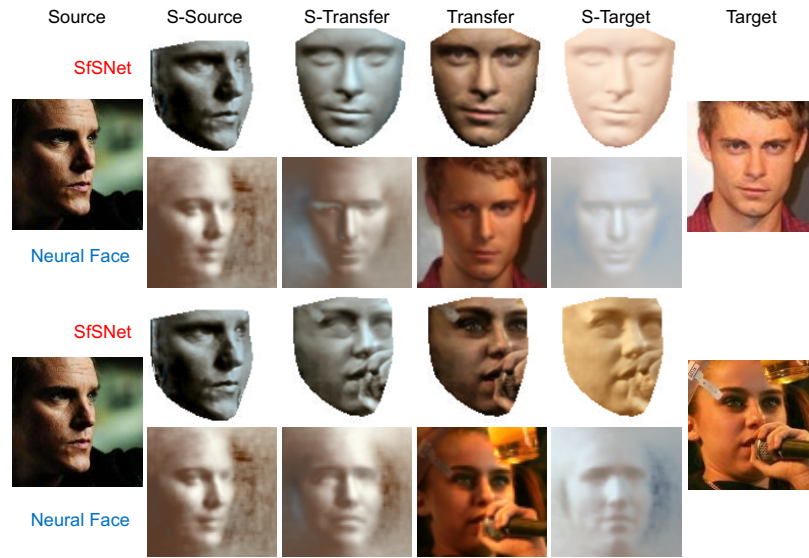 Source S-Source S-Transfer Transfer S-Target Target
SfSNet
Neural Face
SfSNet
Neural Face